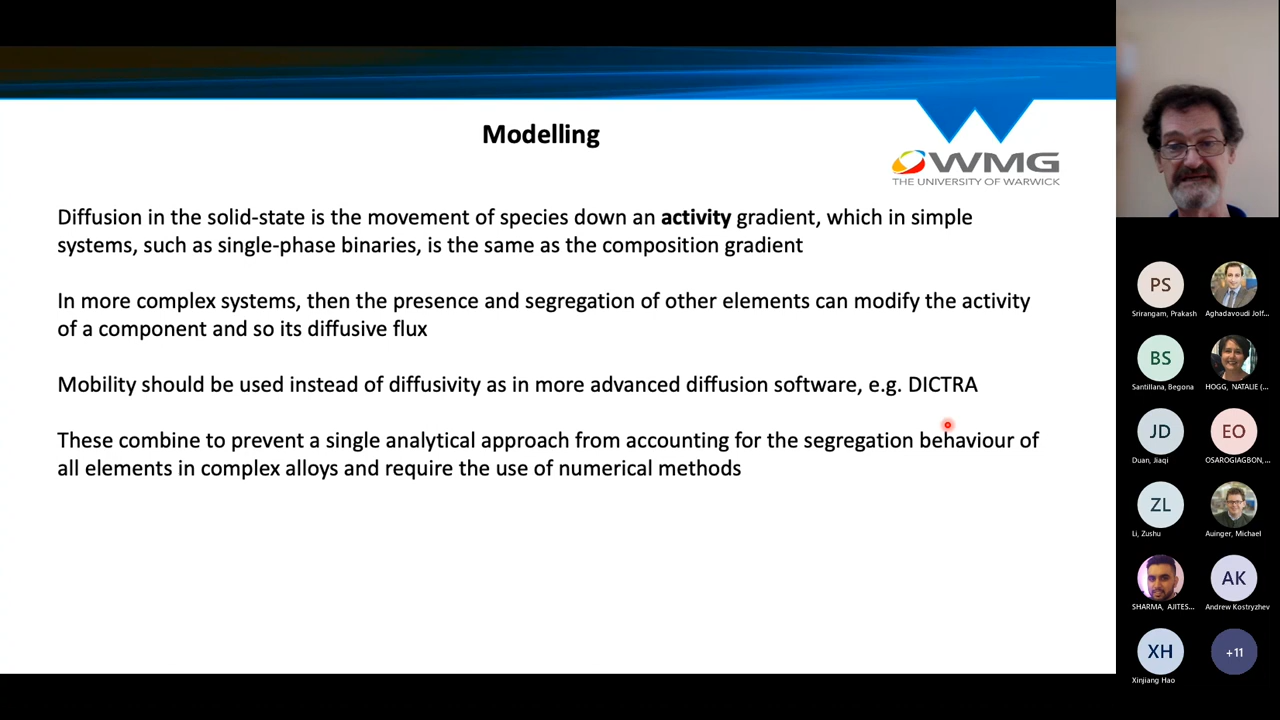 Modelling
WMG
THE UNIVERSITY OF WARWICK
Diffusion in the solid-state is the movement of species down an activity gradient, which in simple
systems, such as single-phase binaries, is the same as the composition gradient
In more complex systems, then the presence and segregation of other elements can modify the activity
of a component and so its diffusive flux
Mobility should be used instead of diffusivity as in more advanced diffusion software, e.g. DICTRA
These combine to prevent a single analytical approach from accounting for the segregation behaviour of
all elements in complex alloys and require the use of numerical methods
PS
Srirangam, Prakash
Aghadavoudi Jolf...
BS
Santillana, Begona
HOGG, NATALIE (...
JD
Duan, Jiaqi
EO
OSAROGIAGBON,...
ZL
Li, Zushu
Auinger, Michael
SHARMA, AJITES...
AK
Andrew Kostryzhev
XH
Xinjiang Hao
+11